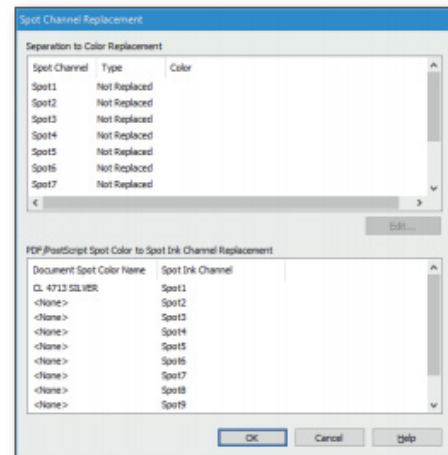 Spot Channel Replacement
Separation to Color Replacement
Spot Channel Type Color
Spot1 Not Replaced
Spot2 Not Replaced
Spot3 Not Replaced
Spot4 Not Replaced
Spot5 Not Replaced
Spot6 Not Replaced
Spot7 Not Replaced
Edit...
PDF/PostScript Spot Color to Spot Ink Channel Replacement
Document Spot Color Name Spot Ink Channel
CL 4713 SILVER Spot1
<None> Spot2
<None> Spot3
<None> Spot4
<None> Spot5
<None> Spot6
<None> Spot7
<None> Spot8
<None> Spot9
OK Cancel Help